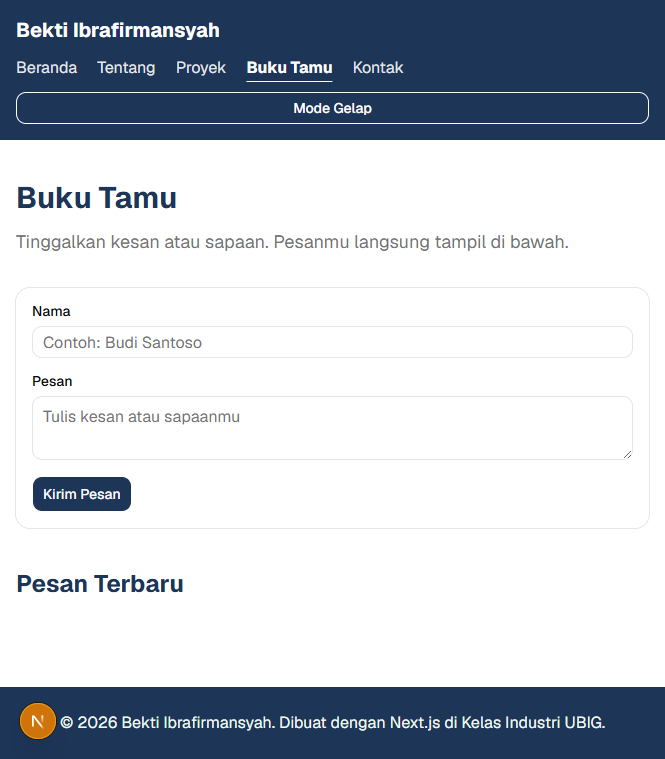 Bekti Ibrafirmansyah
Beranda Tentang Proyek Buku Tamu Kontak
Mode Gelap
Buku Tamu
Tinggalkan kesan atau sapaan. Pesanmu langsung tampil di bawah.
Nama
Contoh: Budi Santoso
Pesan
Tulis kesan atau sapaanmu
Kirim Pesan
Pesan Terbaru
N © 2026 Bekti Ibrafirmansyah. Dibuat dengan Next.js di Kelas Industri UBIG.